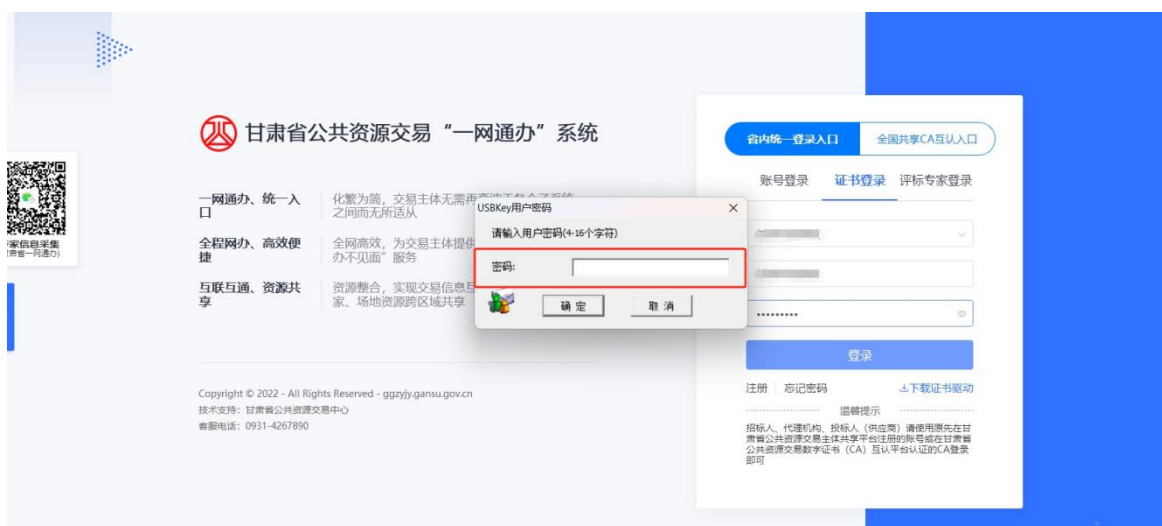 甘肃省公共资源交易“一网通办”系统
省内统一登录入口
全国共享CA互认入口
账号登录
证书登录
评标专家登录
家信息采集
甘肃省一网通办)
一网通办、统一入
口
化繁为简，交易主体无需再
之间而无所适从
全程网办、高效便
捷
全网高效，为交易主体提供
办不见面”服务
互联互通、资源共
享
资源整合，实现交易信息互
家、场地资源跨区域共享
USBKey用户密码
请输入用户密码(4-16个字符)
密码:
确 定
取 消
登录
注册
忘记密码
下载证书驱动
温馨提示
招标人、代理机构、投标人（供应商）请使用原先在甘
肃省公共资源交易主体共享平台注册的账号或在甘肃省
公共资源交易数字证书（CA）互认平台认证的CA登录
即可
Copyright © 2022 - All Rights Reserved - ggzyjy.gansu.gov.cn
技术支持：甘肃省公共资源交易中心
客服电话：0931-4267890